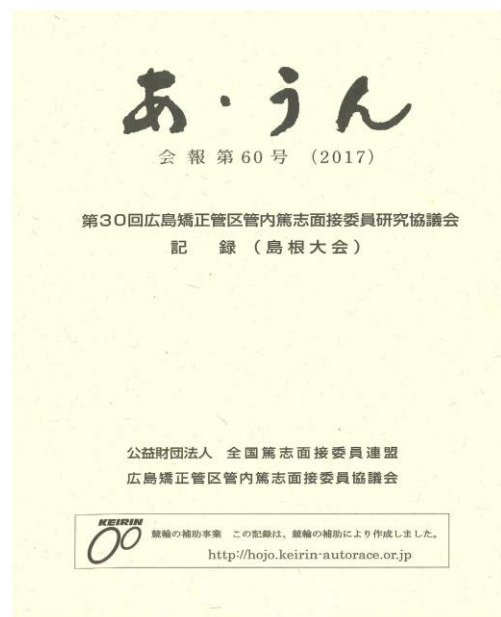 あ・うん
会報第60号 (2017)
第30回広島矯正管区管内篤志面接委員研究協議会
記 録 (島根大会)
公益財団法人 全国篤志面接委員連盟
広島矯正管区管内篤志面接委員協議会
KEIRIN
競輪の補助事業 この記録は、競輪の補助により作成しました。
http://hojo.keirin-autorace.or.jp